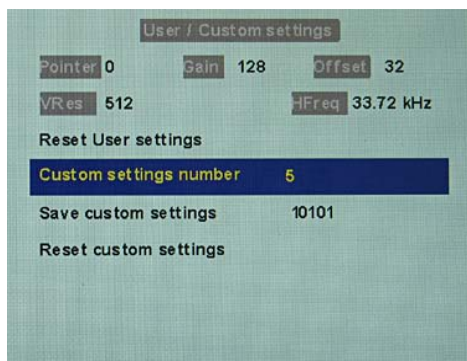 User / Custom settings
Pointer 0 Gain 128 Offset 32
VRes 512 HFreq 33.72 kHz
Reset User settings
Custom settings number 5
Save custom settings 10101
Reset custom settings